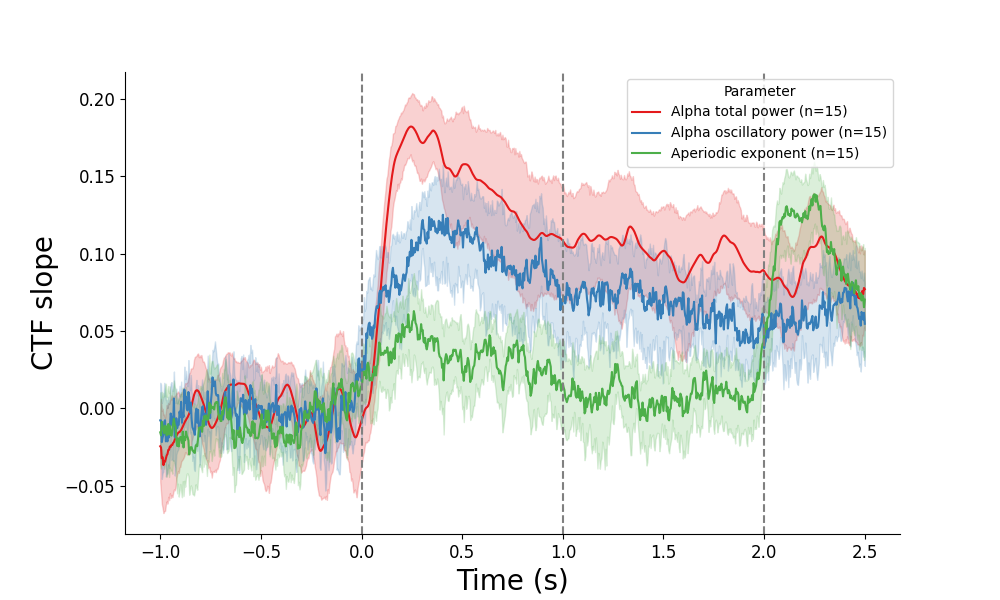 Parameter
Alpha total power (n=15)
Alpha oscillatory power (n=15)
Aperiodic exponent (n=15)
CTF slope
0.20
0.15
0.10
0.05
0.00
−0.05
−1.0 −0.5 0.0 0.5 1.0 1.5 2.0 2.5
Time (s)